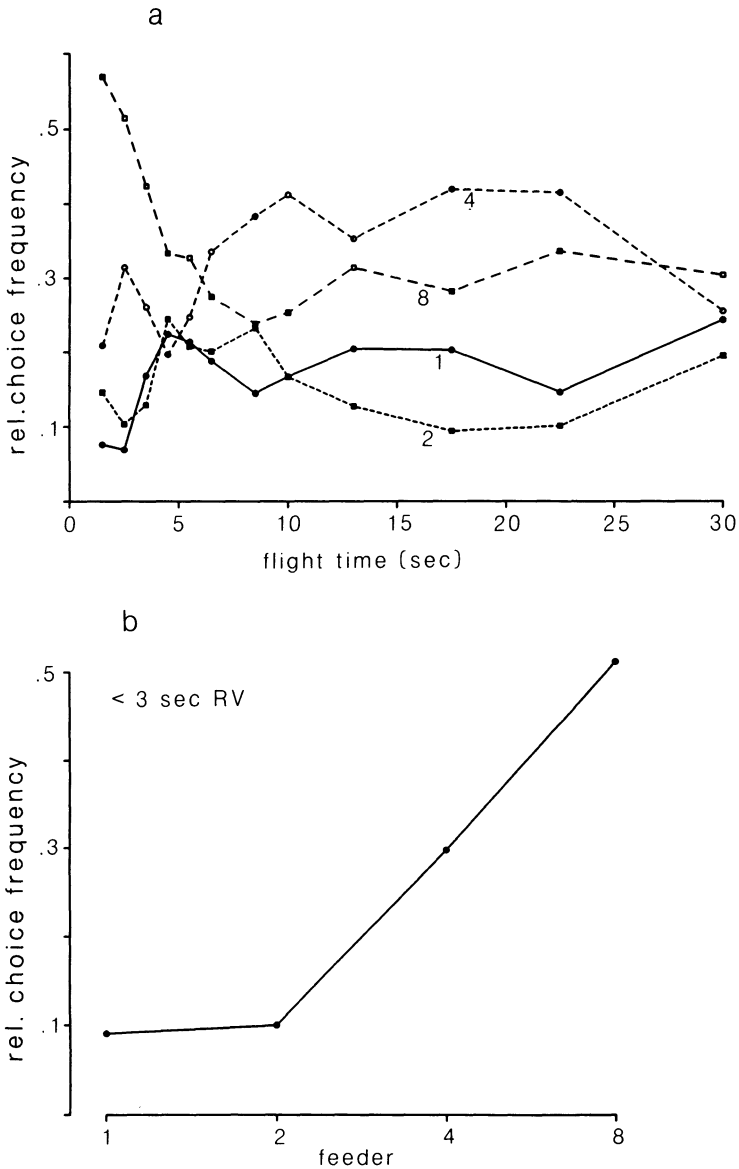 a
rel. choice frequency
.5
.3
.1
4
8
1
2
0 5 10 15 20 25 30
flight time (sec)
b
< 3 sec RV
rel. choice frequency
.5
.3
.1
1 2 4 8
feeder